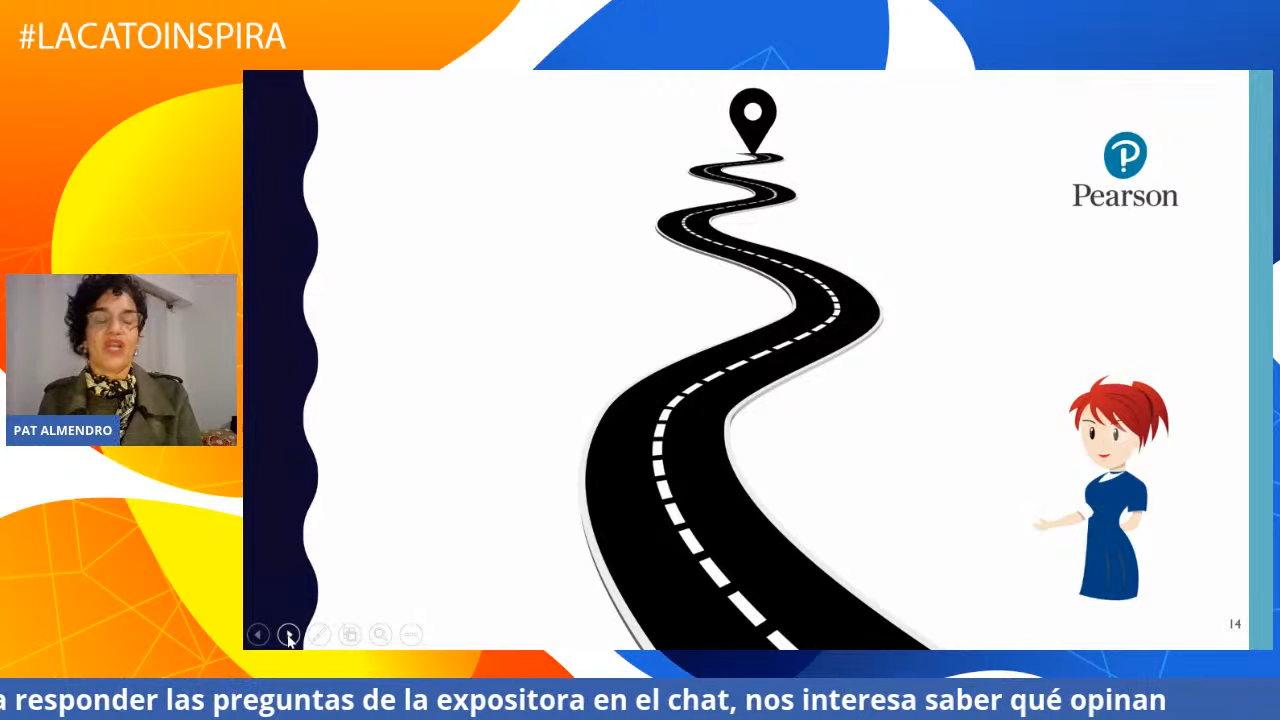 #LACATOINSPIRA
Pearson
PAT ALMENDRO
14
a responder las preguntas de la expositora en el chat, nos interesa saber qué opinan